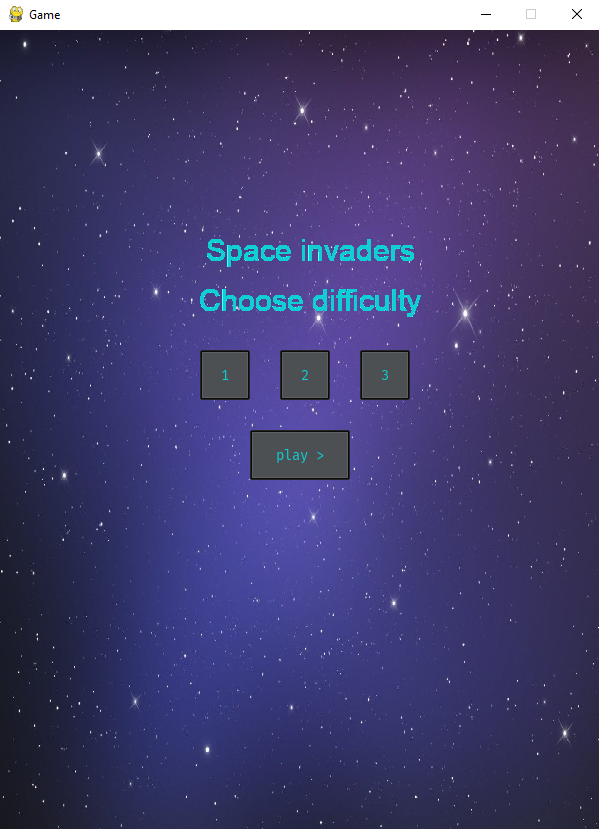 Game
Space invaders
Choose difficulty
1 2 3
play >